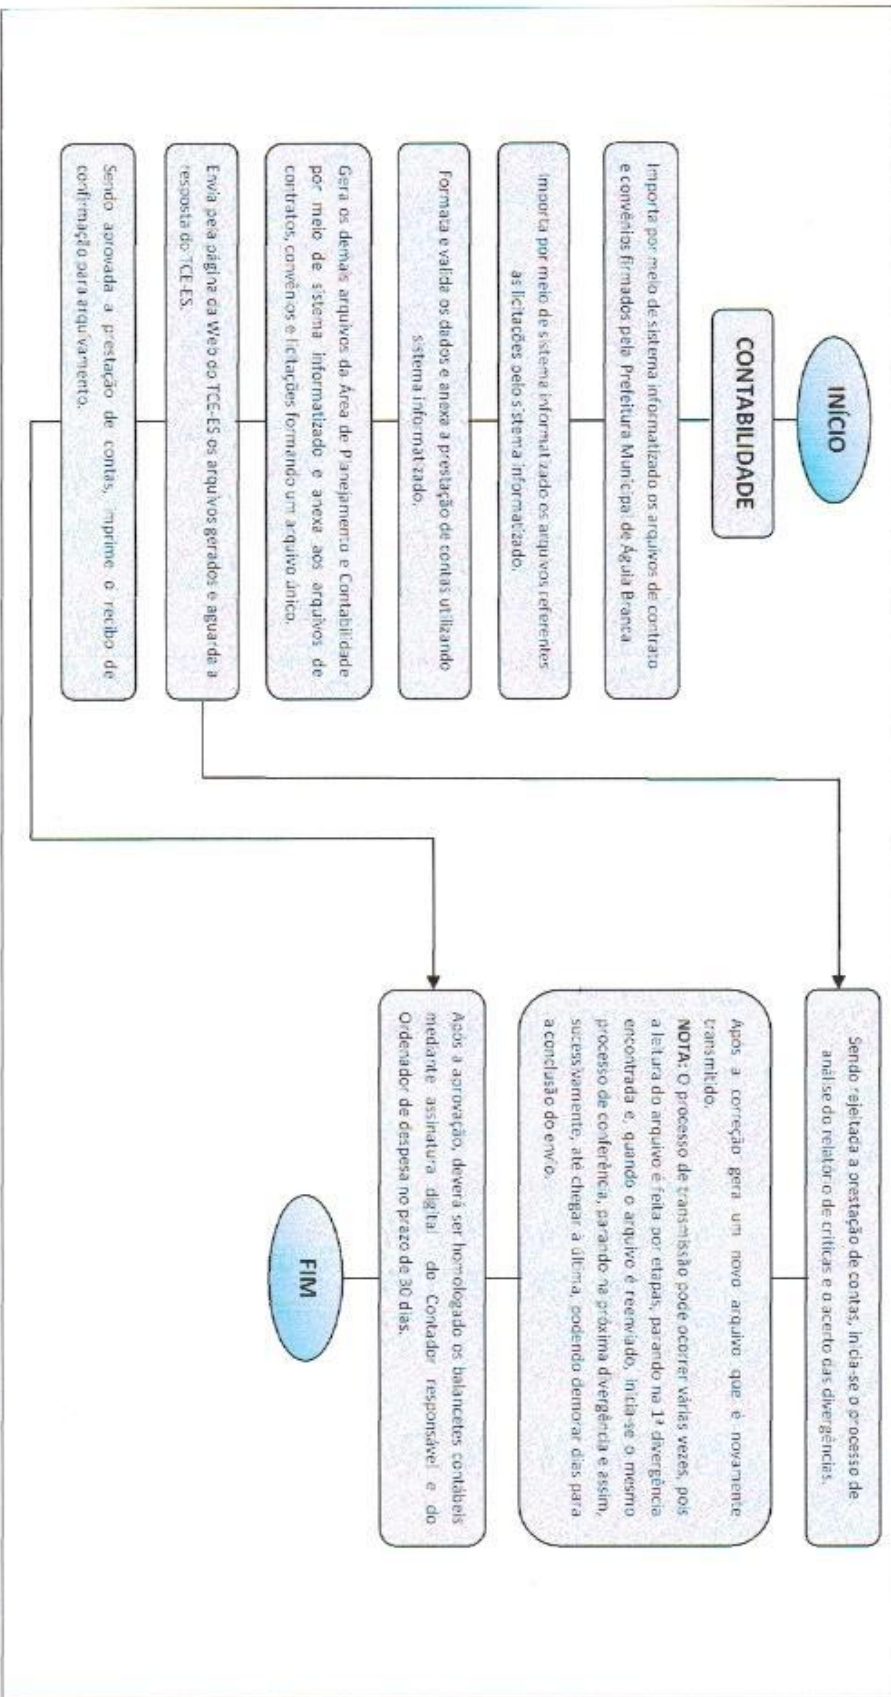 INÍCIO
CONTABILIDADE
Importa por meio de sistema informatizado os arquivos de contrato
e convênios firmados pela Prefeitura Municipal de Águia Branca
Importa por meio de sistema informatizado os arquivos referentes
as licitações pelo sistema informatizado.
Formata e valida os dados e anexa a prestação de contas utilizando
sistema informatizado.
Gera os demais arquivos da Área de Planejamento e Contabilidade
por meio de sistema informatizado e anexa aos arquivos de
contratos, convênios e licitações formando um arquivo único.
Envia pela página da Web do TCE-ES os arquivos gerados e aguarda a
resposta do TCE-ES.
Sendo aprovada a prestação de contas, imprime o recibo de
confirmação para arquivamento.
Sendo rejeitada a prestação de contas, inicia-se o processo de
análise do relatório de críticas e o acerto das divergências.
Após a correção gera um novo arquivo que é novamente
transmitido.
NOTA: O processo de transmissão pode ocorrer várias vezes, pois
a leitura do arquivo é feita por etapas, parando na 1ª divergência
encontrada e, quando o arquivo é reenviado, inicia-se o mesmo
processo de conferência, parando na próxima divergência e assim,
sucessivamente, até chegar à última, podendo demorar dias para
a conclusão do envio.
Após a aprovação, deverá ser homologado os balancetes contábeis
mediante assinatura digital do Contador responsável e do
Ordenador de despesa no prazo de 30 dias.
FIM